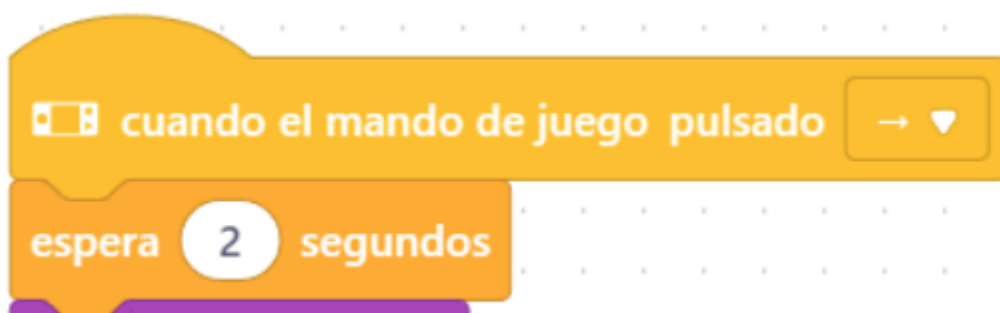 cuando el mando de juego pulsado →
espera 2 segundos